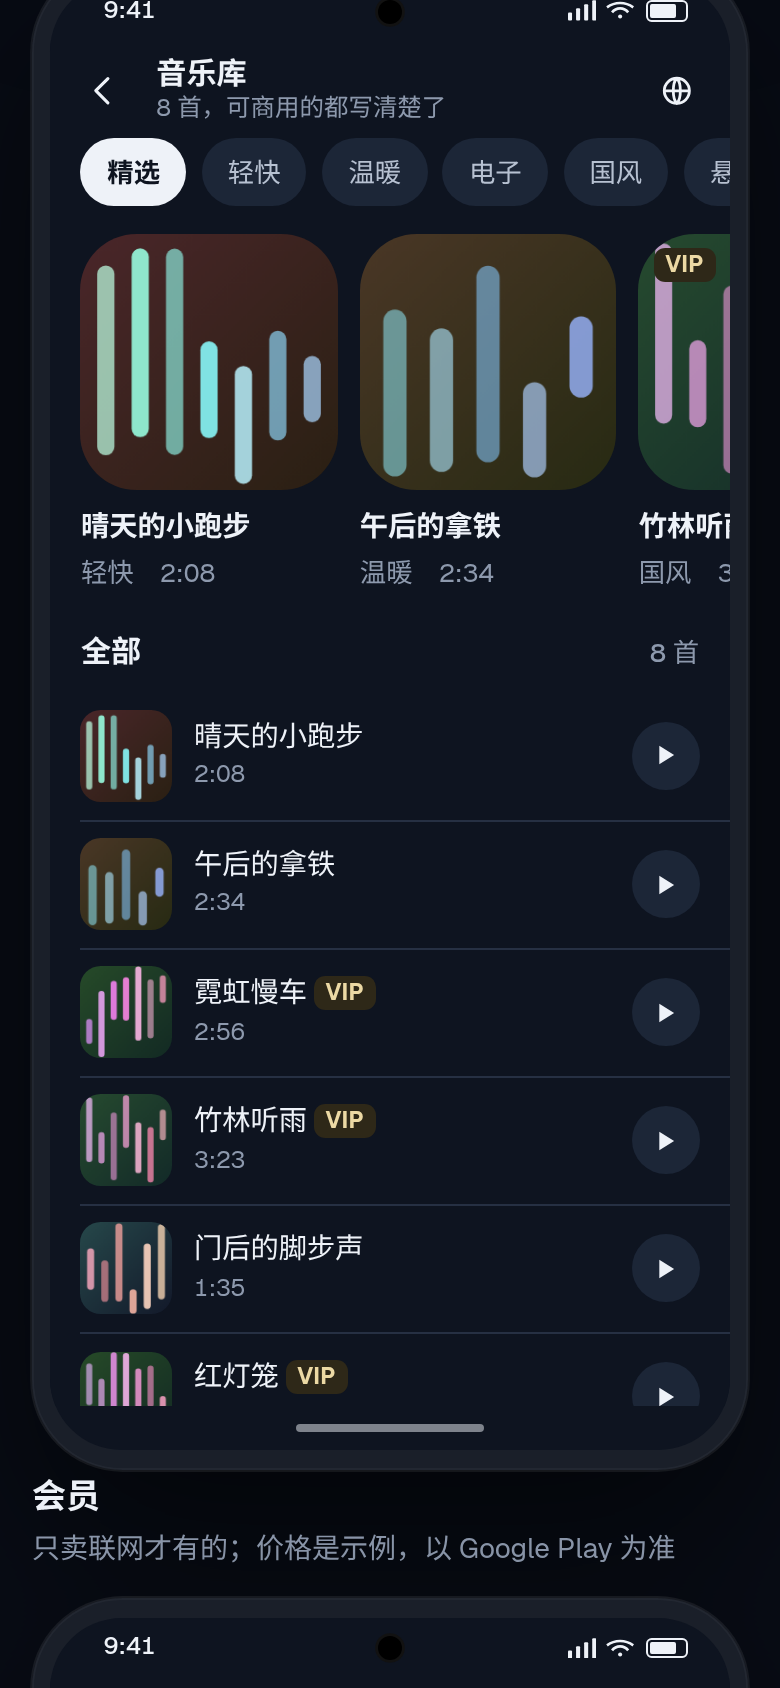 9:41
音乐库
8 首，可商用的都写清楚了
精选 轻快 温暖 电子 国风
VIP
晴天的小跑步 午后的拿铁 竹林听
轻快 2:08 温暖 2:34 国风 3
全部 8 首
晴天的小跑步
2:08
午后的拿铁
2:34
霓虹慢车 VIP
2:56
竹林听雨 VIP
3:23
门后的脚步声
1:35
红灯笼 VIP
会员
只卖联网才有的；价格是示例，以 Google Play 为准
9:41